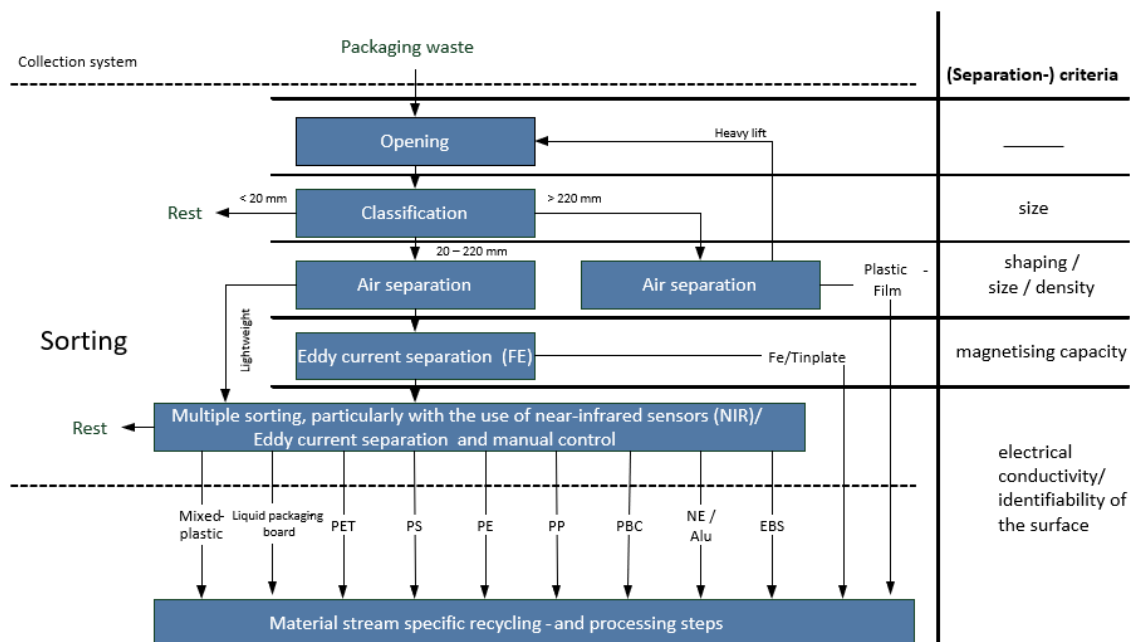 Packaging waste
Collection system
(Separation-) criteria
Opening
Heavy lift
< 20 mm
> 220 mm
Rest
Classification
size
20 – 220 mm
Air separation
Air separation
Plastic -
Film
shaping /
size / density
Lightweight
Sorting
Eddy current separation (FE)
Fe/Tinplate
magnetising capacity
Rest
Multiple sorting, particularly with the use of near-infrared sensors (NIR)/
Eddy current separation and manual control
electrical
conductivity/
identifiability of
the surface
Mixed-
plastic
Liquid packaging
board
PET
PS
PE
PP
PBC
NE /
Alu
EBS
Material stream specific recycling - and processing steps